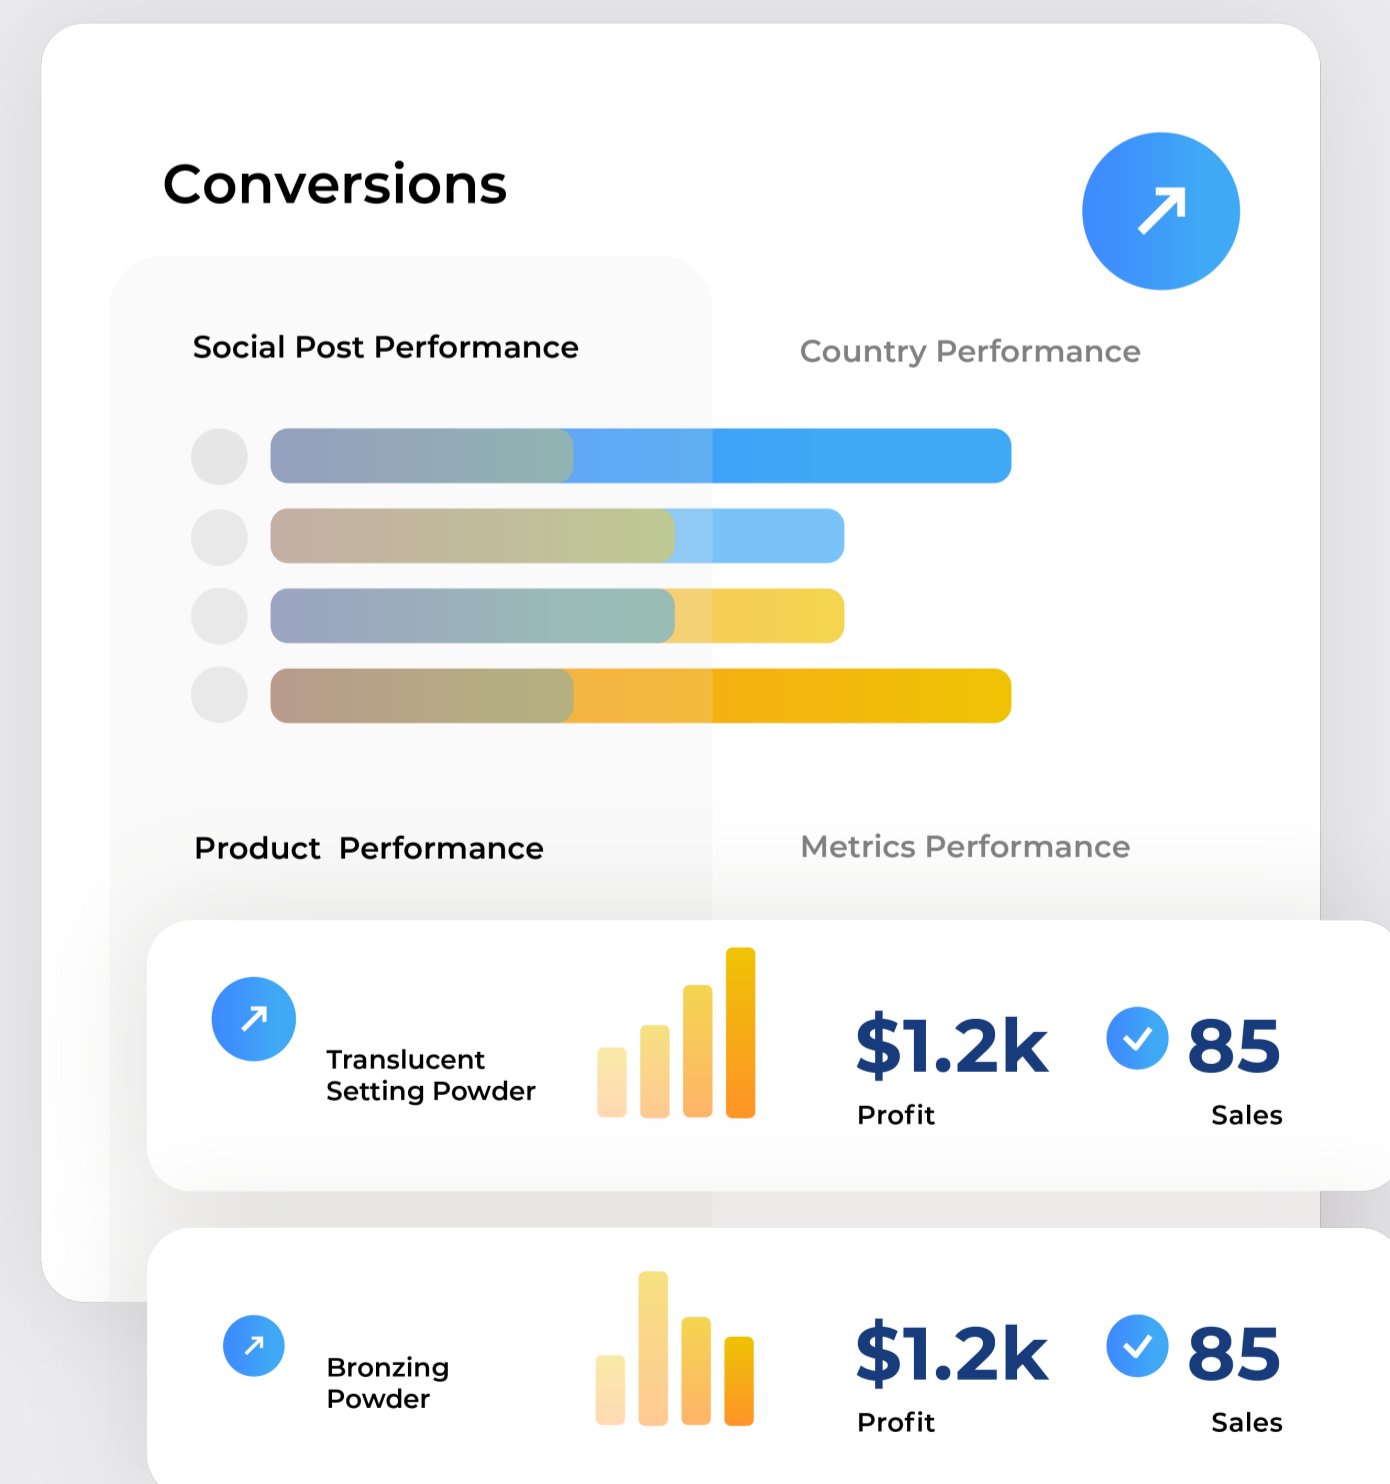 Conversions
Social Post Performance
Country Performance
Product  Performance
Metrics Performance
Translucent
Setting Powder
$1.2k
Profit
85
Sales
Bronzing
Powder
$1.2k
Profit
85
Sales